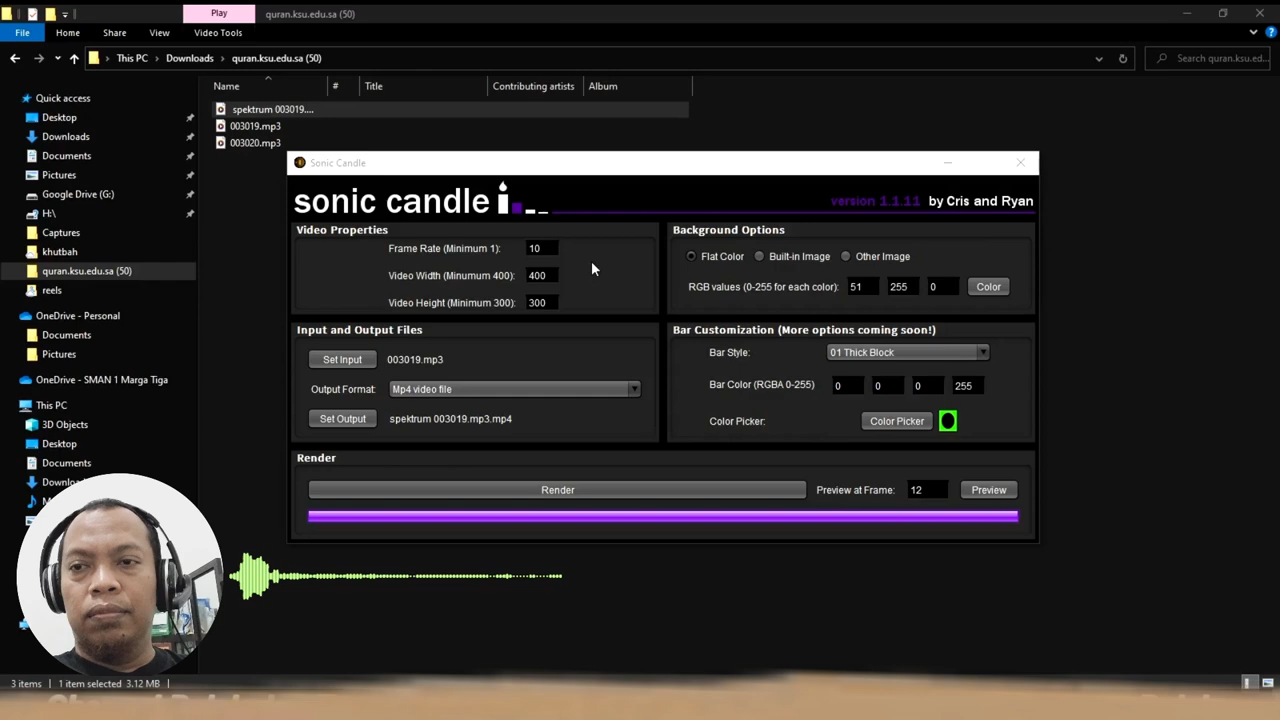 Play
quran.ksu.edu.sa (50)
File
Home
Share
View
Video Tools
This PC
Downloads
quran.ksu.edu.sa (50)
Search quran.ksu.ed...
Name
#
Title
Contributing artists
Album
Quick access
Desktop
Downloads
Documents
Pictures
Google Drive (G:)
H:\
Captures
khutbah
quran.ksu.edu.sa (50)
reels
OneDrive - Personal
Documents
Pictures
OneDrive - SMAN 1 Marga Tiga
This PC
3D Objects
Desktop
Documents
spektrum 003019....
003019.mp3
003020.mp3
Sonic Candle
sonic candle
version 1.1.11 by Cris and Ryan
Video Properties
Frame Rate (Minimum 1): 10
Video Width (Minumum 400): 400
Video Height (Minimum 300): 300
Background Options
Flat Color
Built-in Image
Other Image
RGB values (0-255 for each color): 51 255 0 Color
Input and Output Files
Set Input 003019.mp3
Output Format: Mp4 video file
Set Output spektrum 003019.mp3.mp4
Bar Customization (More options coming soon!)
Bar Style: 01 Thick Block
Bar Color (RGBA 0-255) 0 0 0 255
Color Picker: Color Picker
Render
Render
Preview at Frame: 12 Preview
3 items
1 item selected 3.12 MB